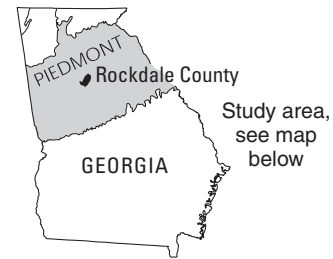 PIEDMONT
Rockdale County
Study area,
see map
below
GEORGIA